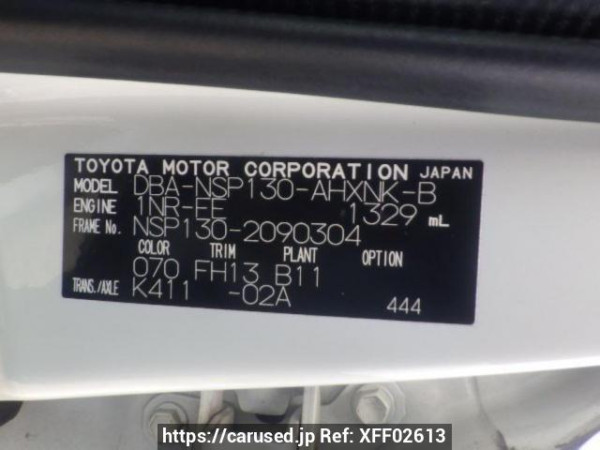 TOYOTA MOTOR CORPORATION JAPAN
MODEL DBA-NSP130-AHXNK-B
ENGINE 1NR-FE 1329 mL
FRAME No. NSP130-2090304
COLOR TRIM PLANT OPTION
070 FH13 B11
TRANS./AXLE K411 -02A
444
https://carused.jp Ref: XFF02613